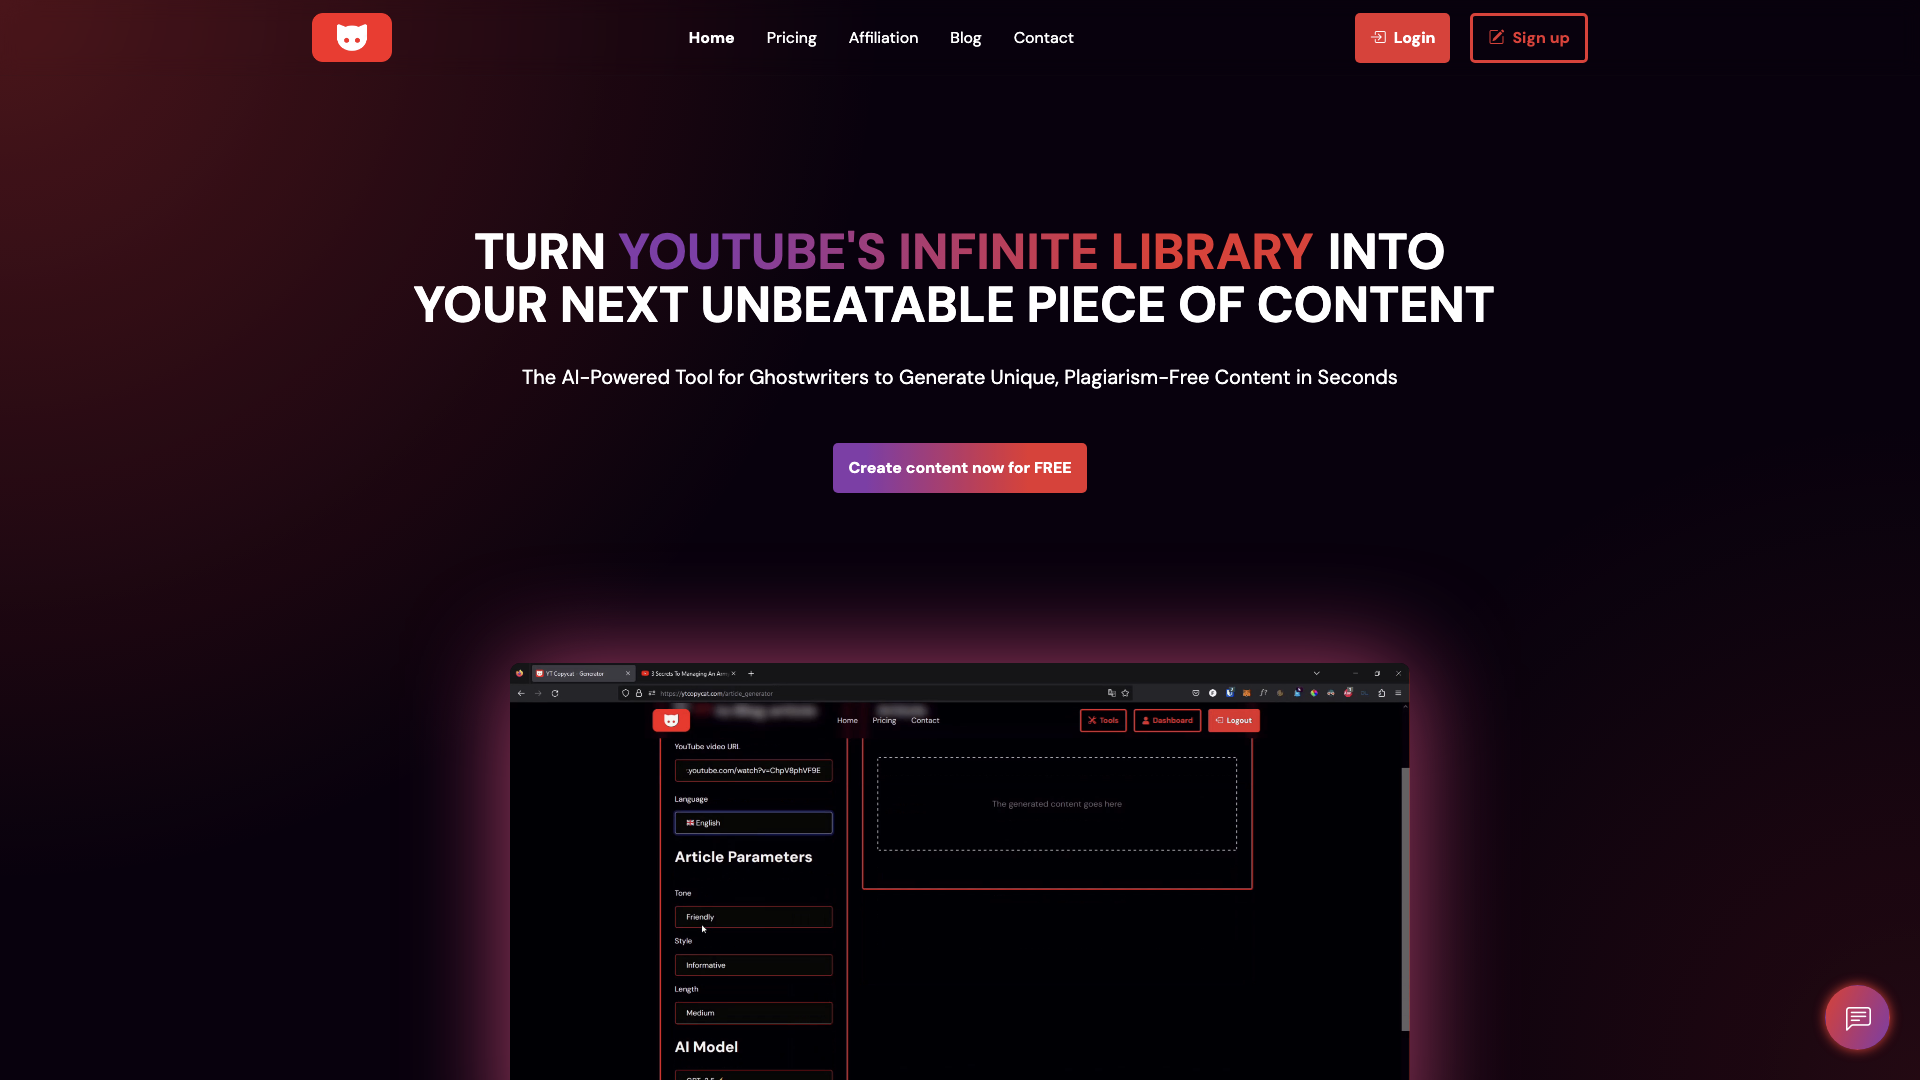 Home
Pricing
Affiliation
Blog
Contact
Login
Sign up
TURN YOUTUBE'S INFINITE LIBRARY INTO
YOUR NEXT UNBEATABLE PIECE OF CONTENT
The AI-Powered Tool for Ghostwriters to Generate Unique, Plagiarism-Free Content in Seconds
Create content now for FREE
YT Copycat - Generator
3 Secrets To Managing An
https://ytcopycat.com/article_generator
to Blog article
Home
Pricing
Contact
Tools
Dashboard
Logout
YouTube video URL
youtube.com/watch?v=ChpV8phVF9E
The generated content goes here
Language
English
Article Parameters
Tone
Friendly
Style
Informative
Length
Medium
AI Model